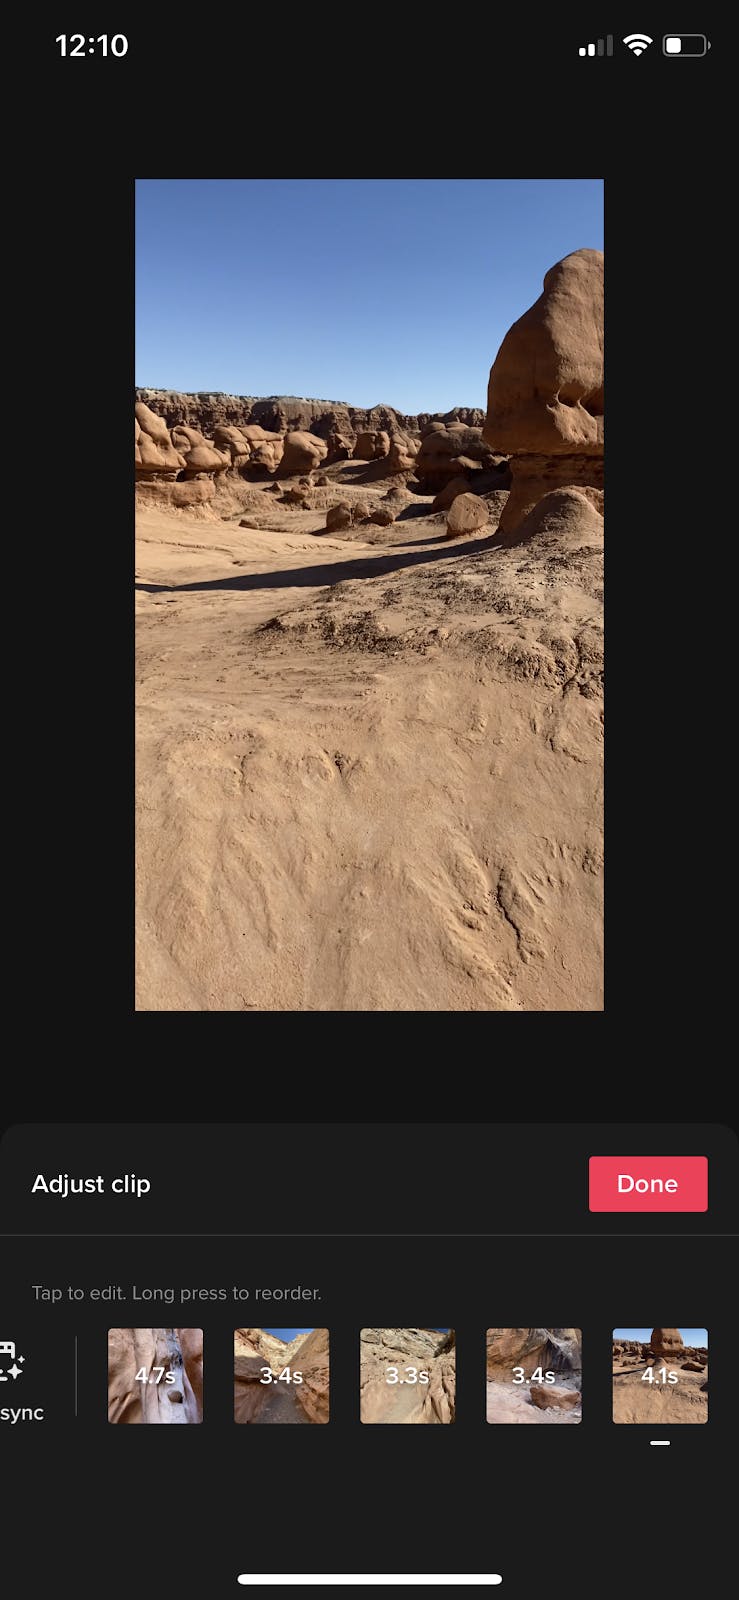 12:10
Adjust clip
Done
Tap to edit. Long press to reorder.
4.7s
3.4s
3.3s
3.4s
4.1s
sync